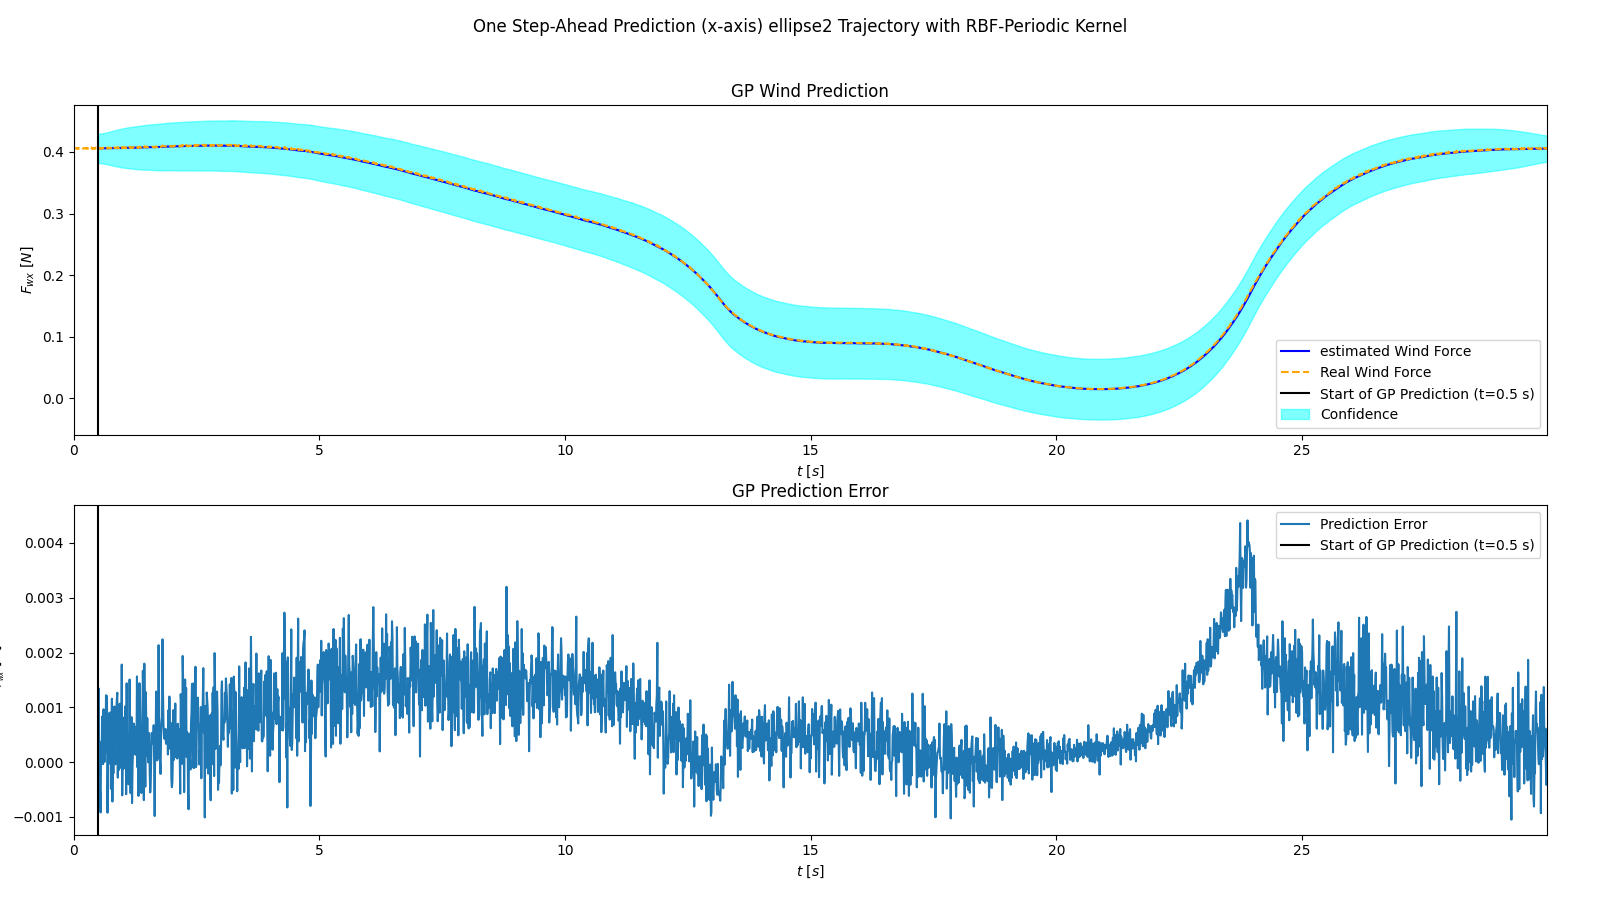 One Step-Ahead Prediction (x-axis) ellipse2 Trajectory with RBF-Periodic Kernel
GP Wind Prediction
0.4
0.3
0.2
0.1
0.0
F_wx [N]
estimated Wind Force
Real Wind Force
Start of GP Prediction (t=0.5 s)
Confidence
0 5 10 15 20 25
t [s]
GP Prediction Error
0.004
0.003
0.002
0.001
0.000
−0.001
Prediction Error
Start of GP Prediction (t=0.5 s)
0 5 10 15 20 25
t [s]